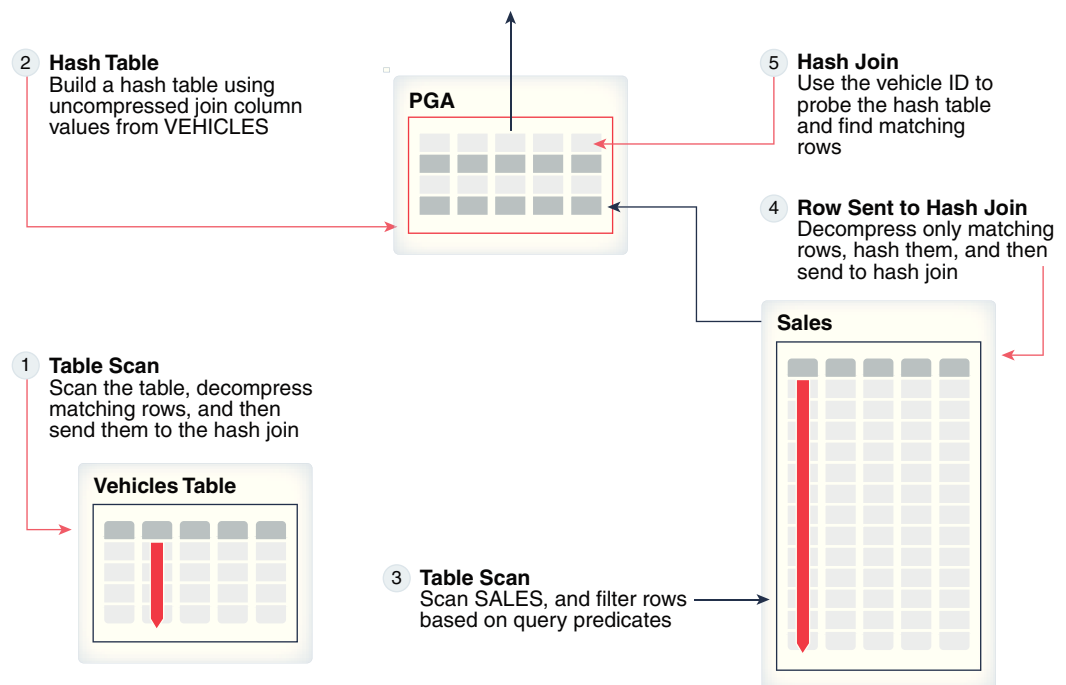 2 Hash Table
Build a hash table using
uncompressed join column
values from VEHICLES
PGA
5 Hash Join
Use the vehicle ID to
probe the hash table
and find matching
rows
4 Row Sent to Hash Join
Decompress only matching
rows, hash them, and then
send to hash join
Sales
1 Table Scan
Scan the table, decompress
matching rows, and then
send them to the hash join
Vehicles Table
3 Table Scan
Scan SALES, and filter rows
based on query predicates